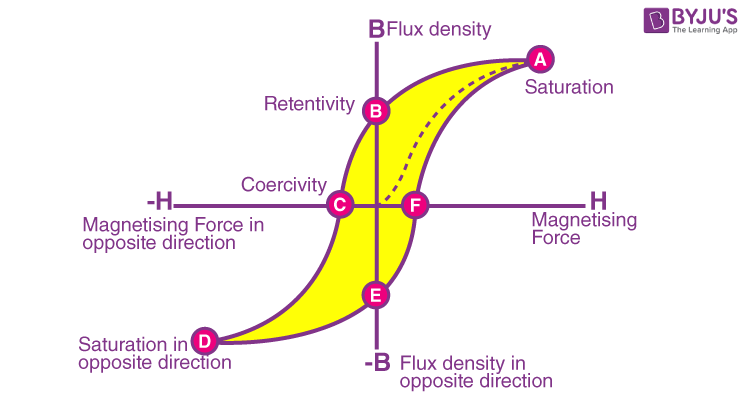 BYJU'S
The Learning App
B Flux density
A
Saturation
Retentivity
B
Coercivity
-H
C
F
H
Magnetising Force in
opposite direction
Magnetising
Force
E
Saturation in
opposite direction
D
-B Flux density in
opposite direction